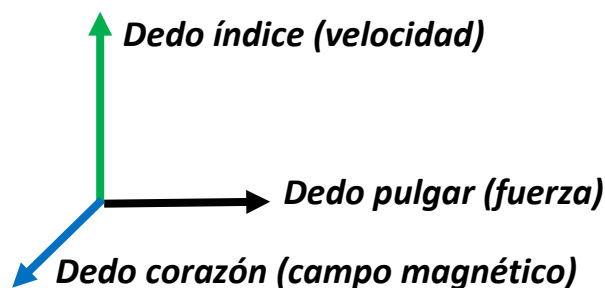 Dedo índice (velocidad)
Dedo pulgar (fuerza)
Dedo corazón (campo magnético)